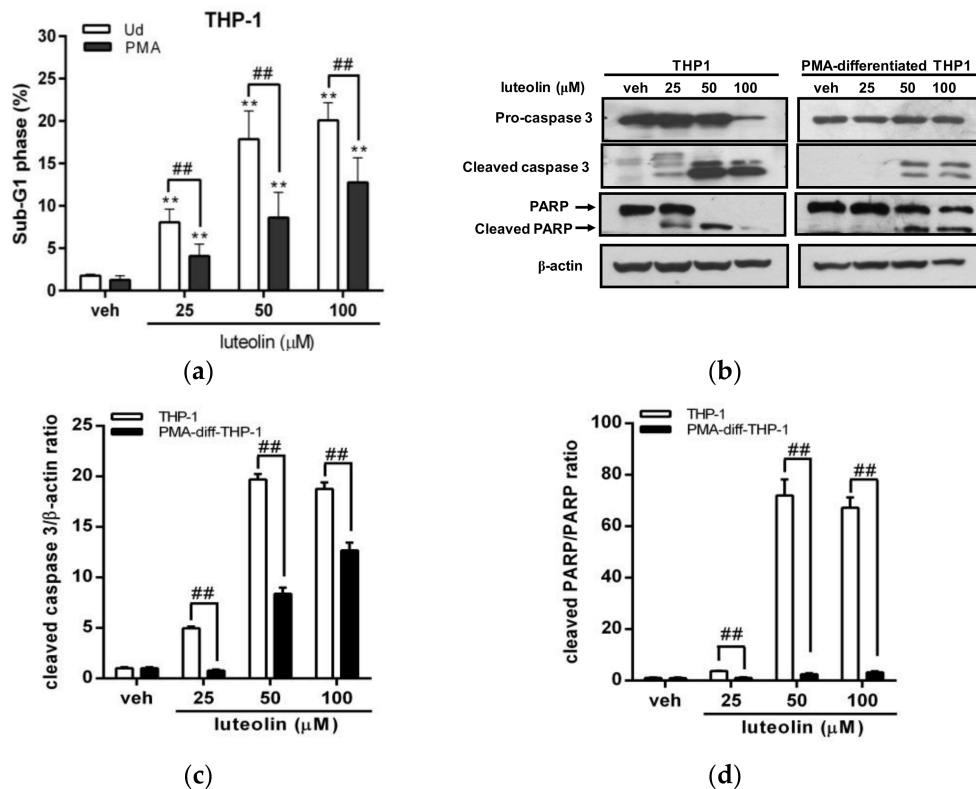 THP-1
Ud
PMA
Sub-G1 phase (%)
30
25
20
15
10
5
0
## ## ##
** ** ** ** ** **
veh 25 50 100
luteolin (μM)
(a)
THP1 PMA-differentiated THP1
luteolin (μM) veh 25 50 100 veh 25 50 100
Pro-caspase 3
Cleaved caspase 3
PARP
Cleaved PARP
β-actin
(b)
THP-1
PMA-diff-THP-1
cleaved caspase 3/β-actin ratio
25
20
15
10
5
0
## ## ##
veh 25 50 100
luteolin (μM)
(c)
THP-1
PMA-diff-THP-1
cleaved PARP/PARP ratio
100
80
60
40
20
0
## ## ##
veh 25 50 100
luteolin (μM)
(d)